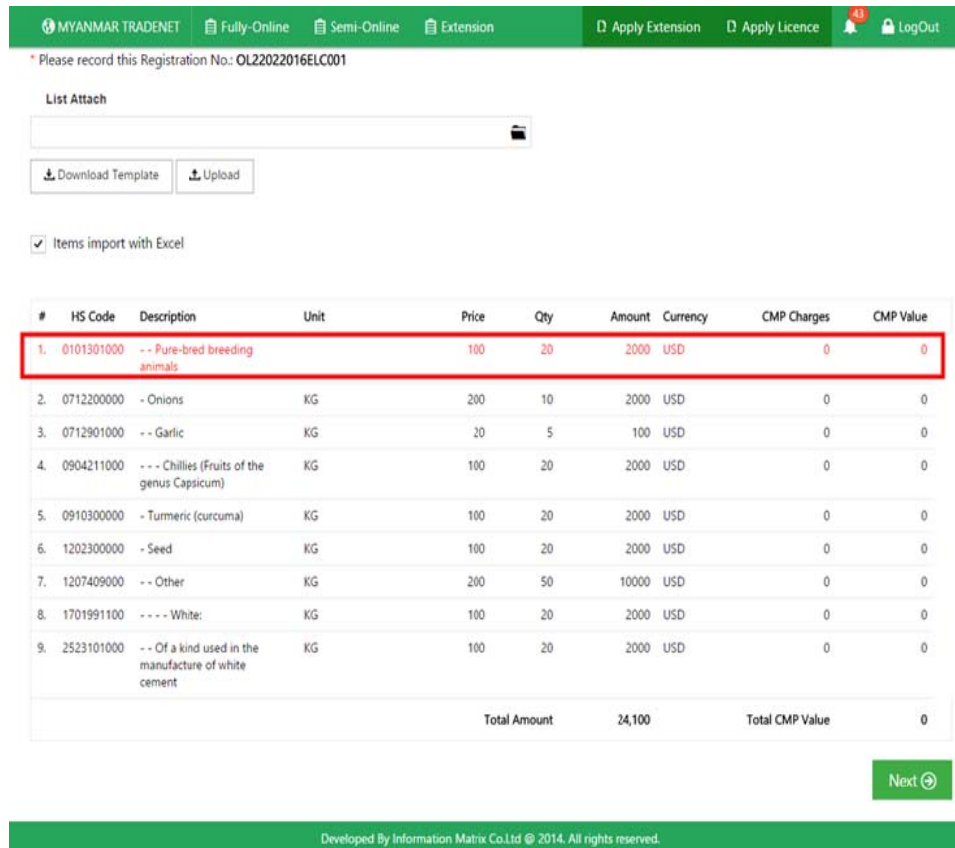 MYANMAR TRADENET Fully-Online Semi-Online Extension Apply Extension Apply Licence 43 LogOut
* Please record this Registration No.: OL22022016ELC001
List Attach
Download Template Upload
Items import with Excel
# HS Code Description Unit Price Qty Amount Currency CMP Charges CMP Value
1. 0101301000 - - Pure-bred breeding 100 20 2000 USD 0 0
animals
2. 0712200000 - Onions KG 200 10 2000 USD 0 0
3. 0712901000 - - Garlic KG 20 5 100 USD 0 0
4. 0904211000 - - - Chillies (Fruits of the KG 100 20 2000 USD 0 0
genus Capsicum)
5. 0910300000 - Turmeric (curcuma) KG 100 20 2000 USD 0 0
6. 1202300000 - Seed KG 100 20 2000 USD 0 0
7. 1207409000 - - Other KG 200 50 10000 USD 0 0
8. 1701991100 - - - - White: KG 100 20 2000 USD 0 0
9. 2523101000 - - Of a kind used in the KG 100 20 2000 USD 0 0
manufacture of white
cement
Total Amount 24,100 Total CMP Value 0
Next
Developed By Information Matrix Co.Ltd @ 2014. All rights reserved.